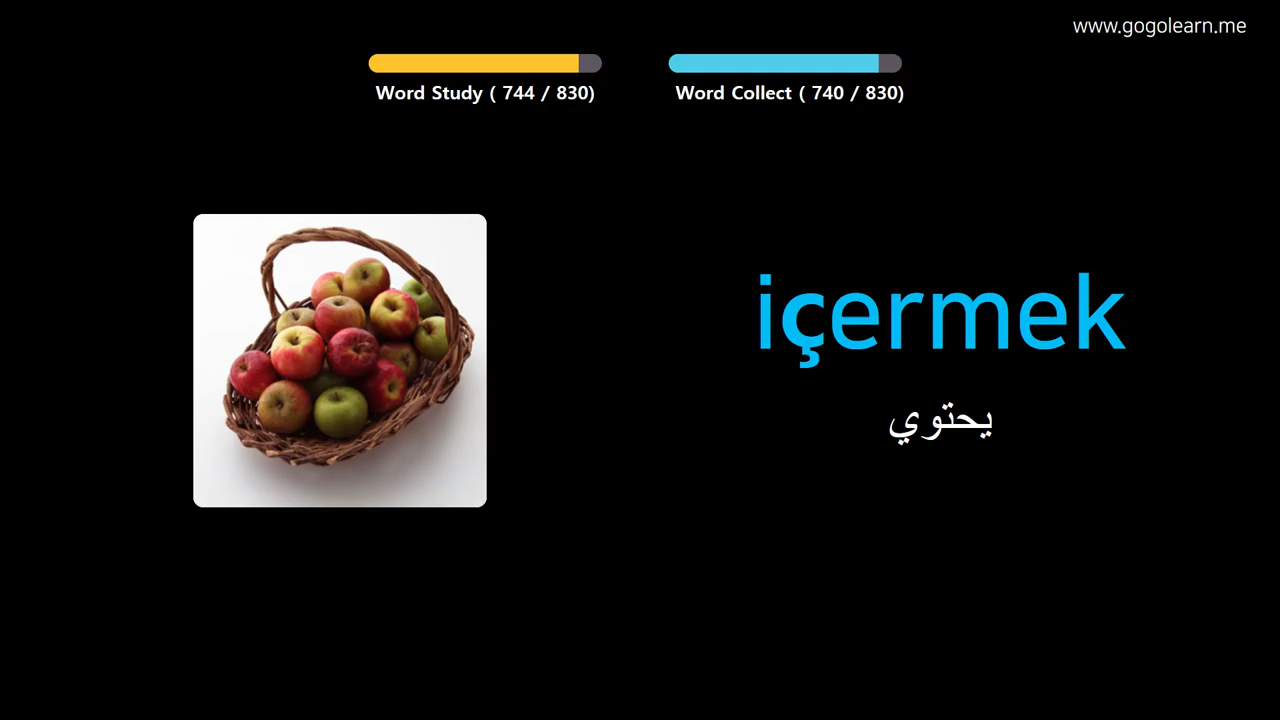 www.gogolearn.me
Word Study ( 744 / 830)
Word Collect ( 740 / 830)
içermek
يحتوي